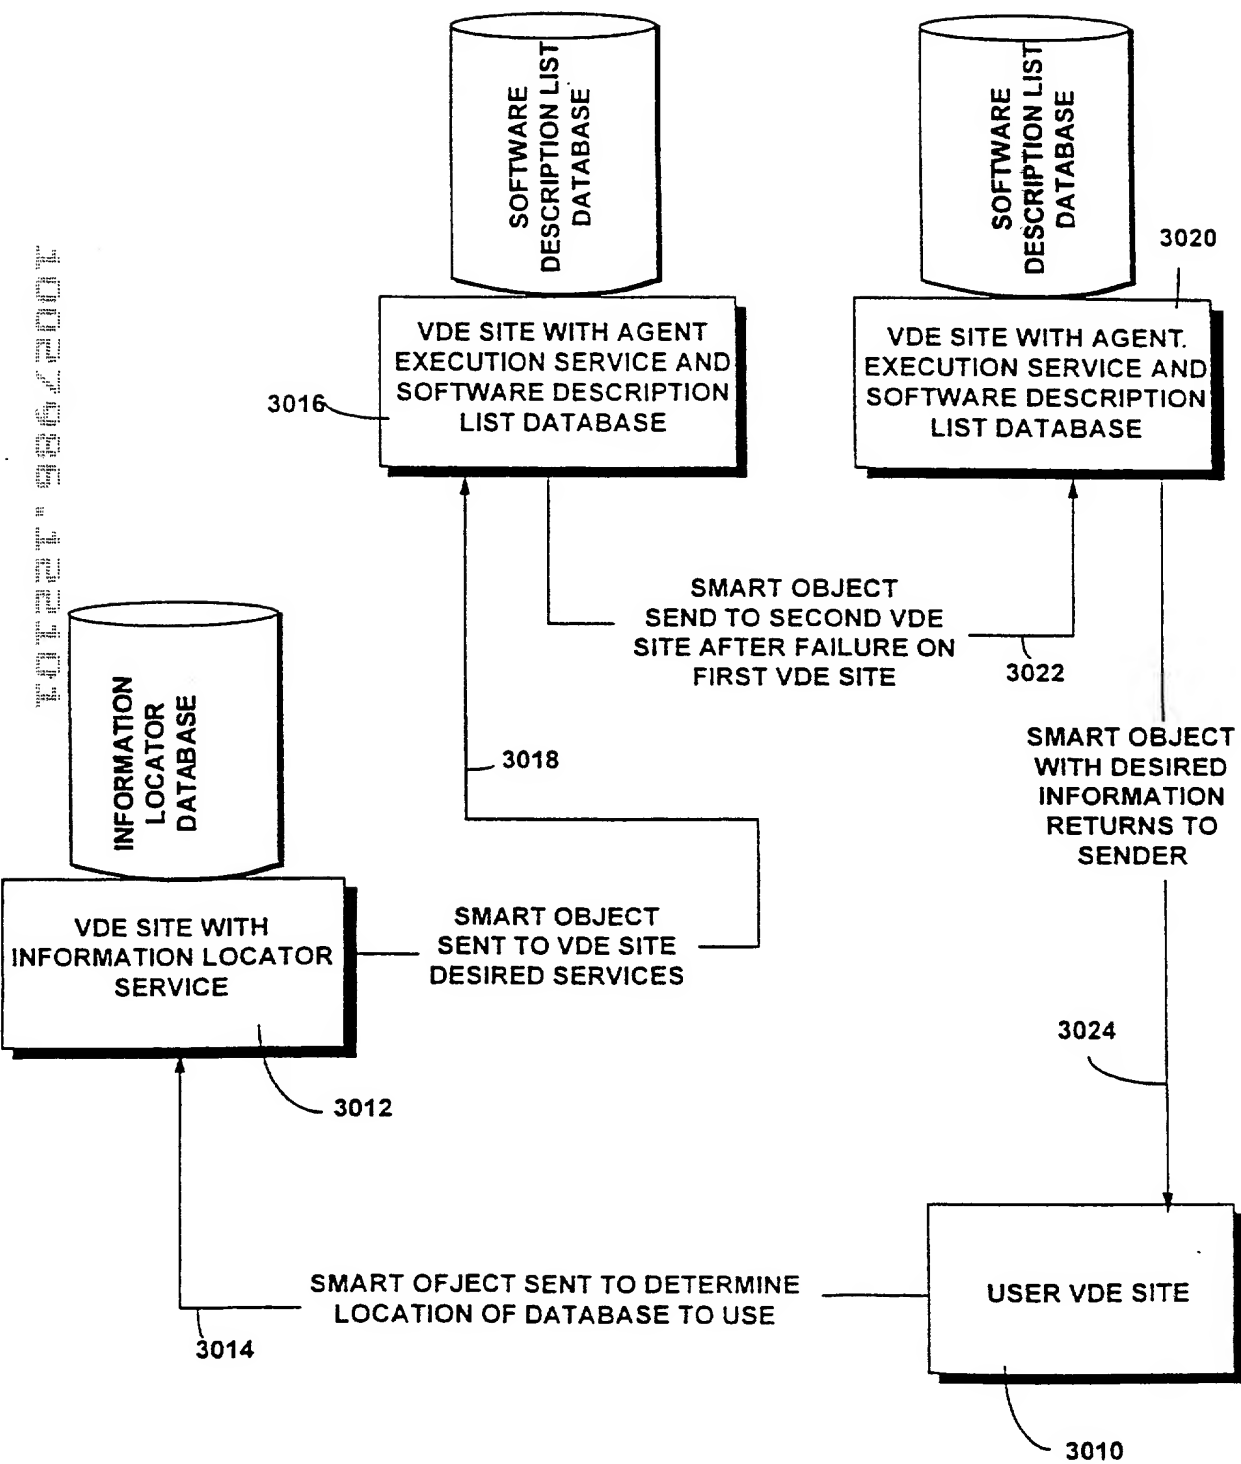 SOFTWARE
DESCRIPTION LIST
DATABASE
SOFTWARE
DESCRIPTION LIST
DATABASE
3020
VDE SITE WITH AGENT
EXECUTION SERVICE AND
SOFTWARE DESCRIPTION
LIST DATABASE
3016
VDE SITE WITH AGENT.
EXECUTION SERVICE AND
SOFTWARE DESCRIPTION
LIST DATABASE
SMART OBJECT
SEND TO SECOND VDE
SITE AFTER FAILURE ON
FIRST VDE SITE
3022
INFORMATION
LOCATOR
DATABASE
3018
SMART OBJECT
WITH DESIRED
INFORMATION
RETURNS TO
SENDER
VDE SITE WITH
INFORMATION LOCATOR
SERVICE
SMART OBJECT
SENT TO VDE SITE
DESIRED SERVICES
3024
3012
SMART OFJECT SENT TO DETERMINE
LOCATION OF DATABASE TO USE
3014
USER VDE SITE
3010